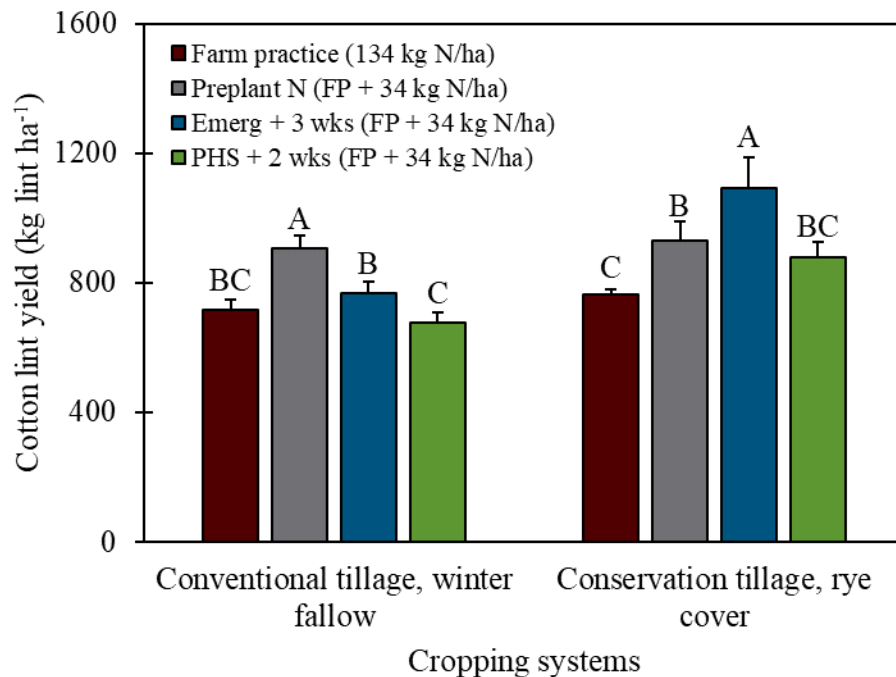 1600
1200
800
400
0
Cotton lint yield (kg lint ha⁻¹)
Farm practice (134 kg N/ha)
Preplant N (FP + 34 kg N/ha)
Emerg + 3 wks (FP + 34 kg N/ha)
PHS + 2 wks (FP + 34 kg N/ha)
BC
A
B
C
C
B
A
BC
Conventional tillage, winter
fallow
Conservation tillage, rye
cover
Cropping systems